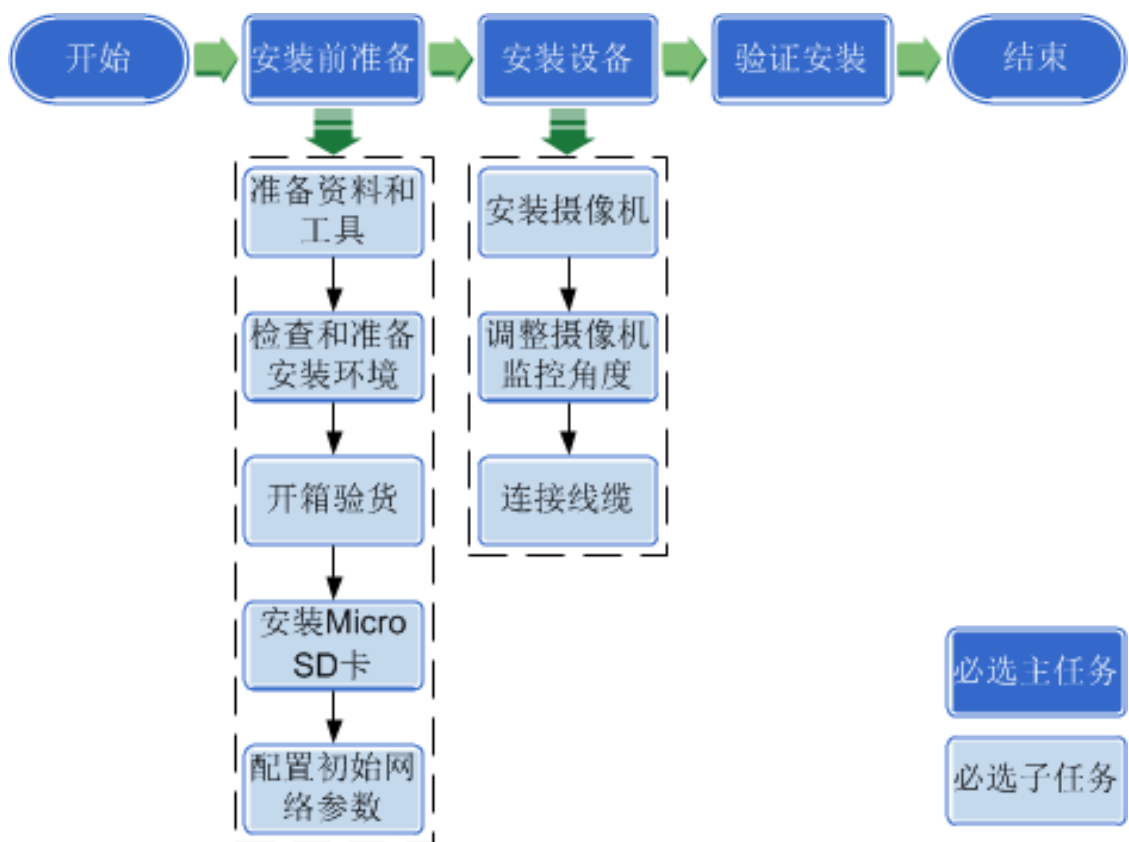 开始
安装前准备
安装设备
验证安装
结束
准备资料和
工具
检查和准备
安装环境
开箱验货
安装Micro
SD卡
配置初始网
络参数
安装摄像机
调整摄像机
监控角度
连接线缆
必选主任务
必选子任务